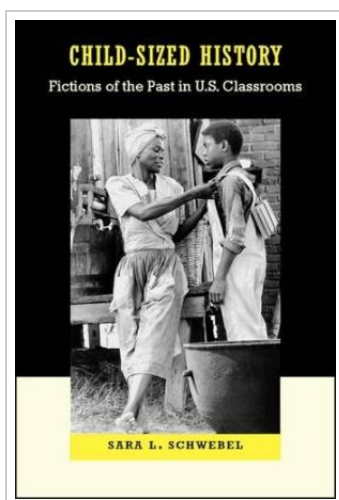 CHILD-SIZED HISTORY
Fictions of the Past in U.S. Classrooms
SARA L. SCHWEBEL